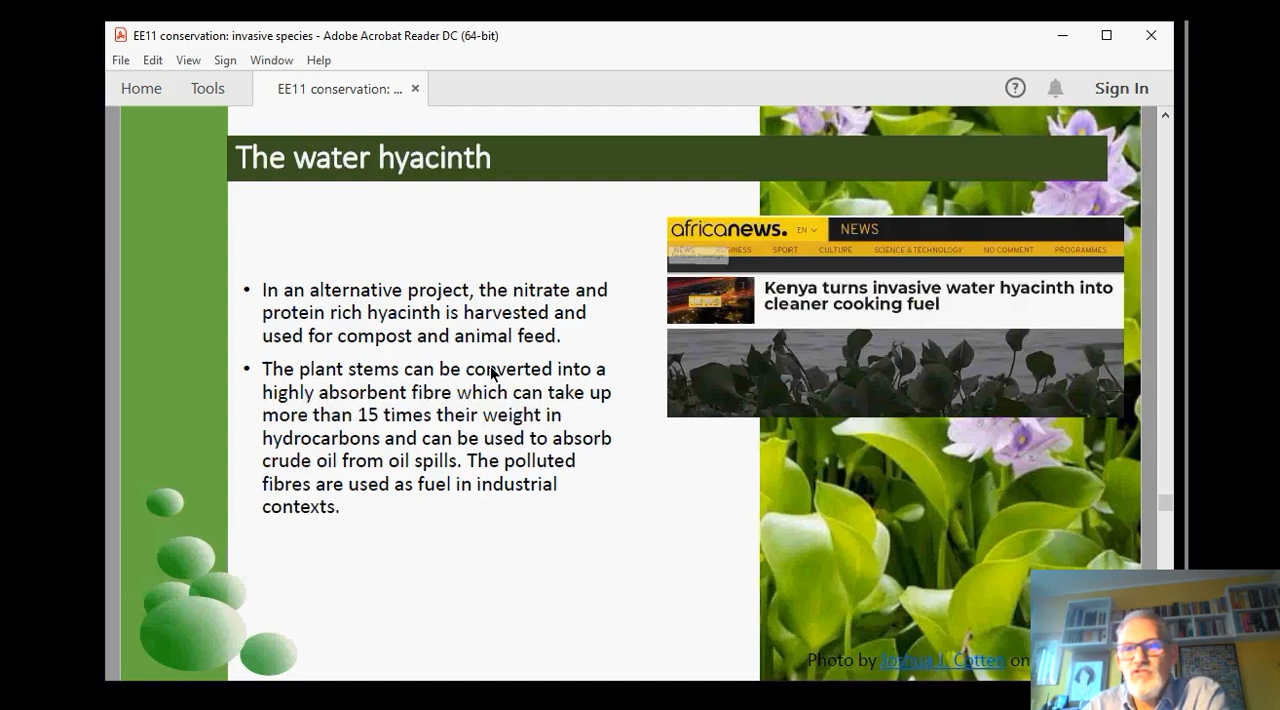 EE11 conservation: invasive species - Adobe Acrobat Reader DC (64-bit)
File Edit View Sign Window Help
Home Tools EE11 conservation: ... × ? Sign In
The water hyacinth
• In an alternative project, the nitrate and
protein rich hyacinth is harvested and
used for compost and animal feed.
• The plant stems can be converted into a
highly absorbent fibre which can take up
more than 15 times their weight in
hydrocarbons and can be used to absorb
crude oil from oil spills. The polluted
fibres are used as fuel in industrial
contexts.
africanews. EN NEWS
NEWS BUSINESS SPORT CULTURE SCIENCE & TECHNOLOGY NO COMMENT PROGRAMMES
NEWS
Kenya turns invasive water hyacinth into
cleaner cooking fuel
Photo by Joshua J. Cotten on